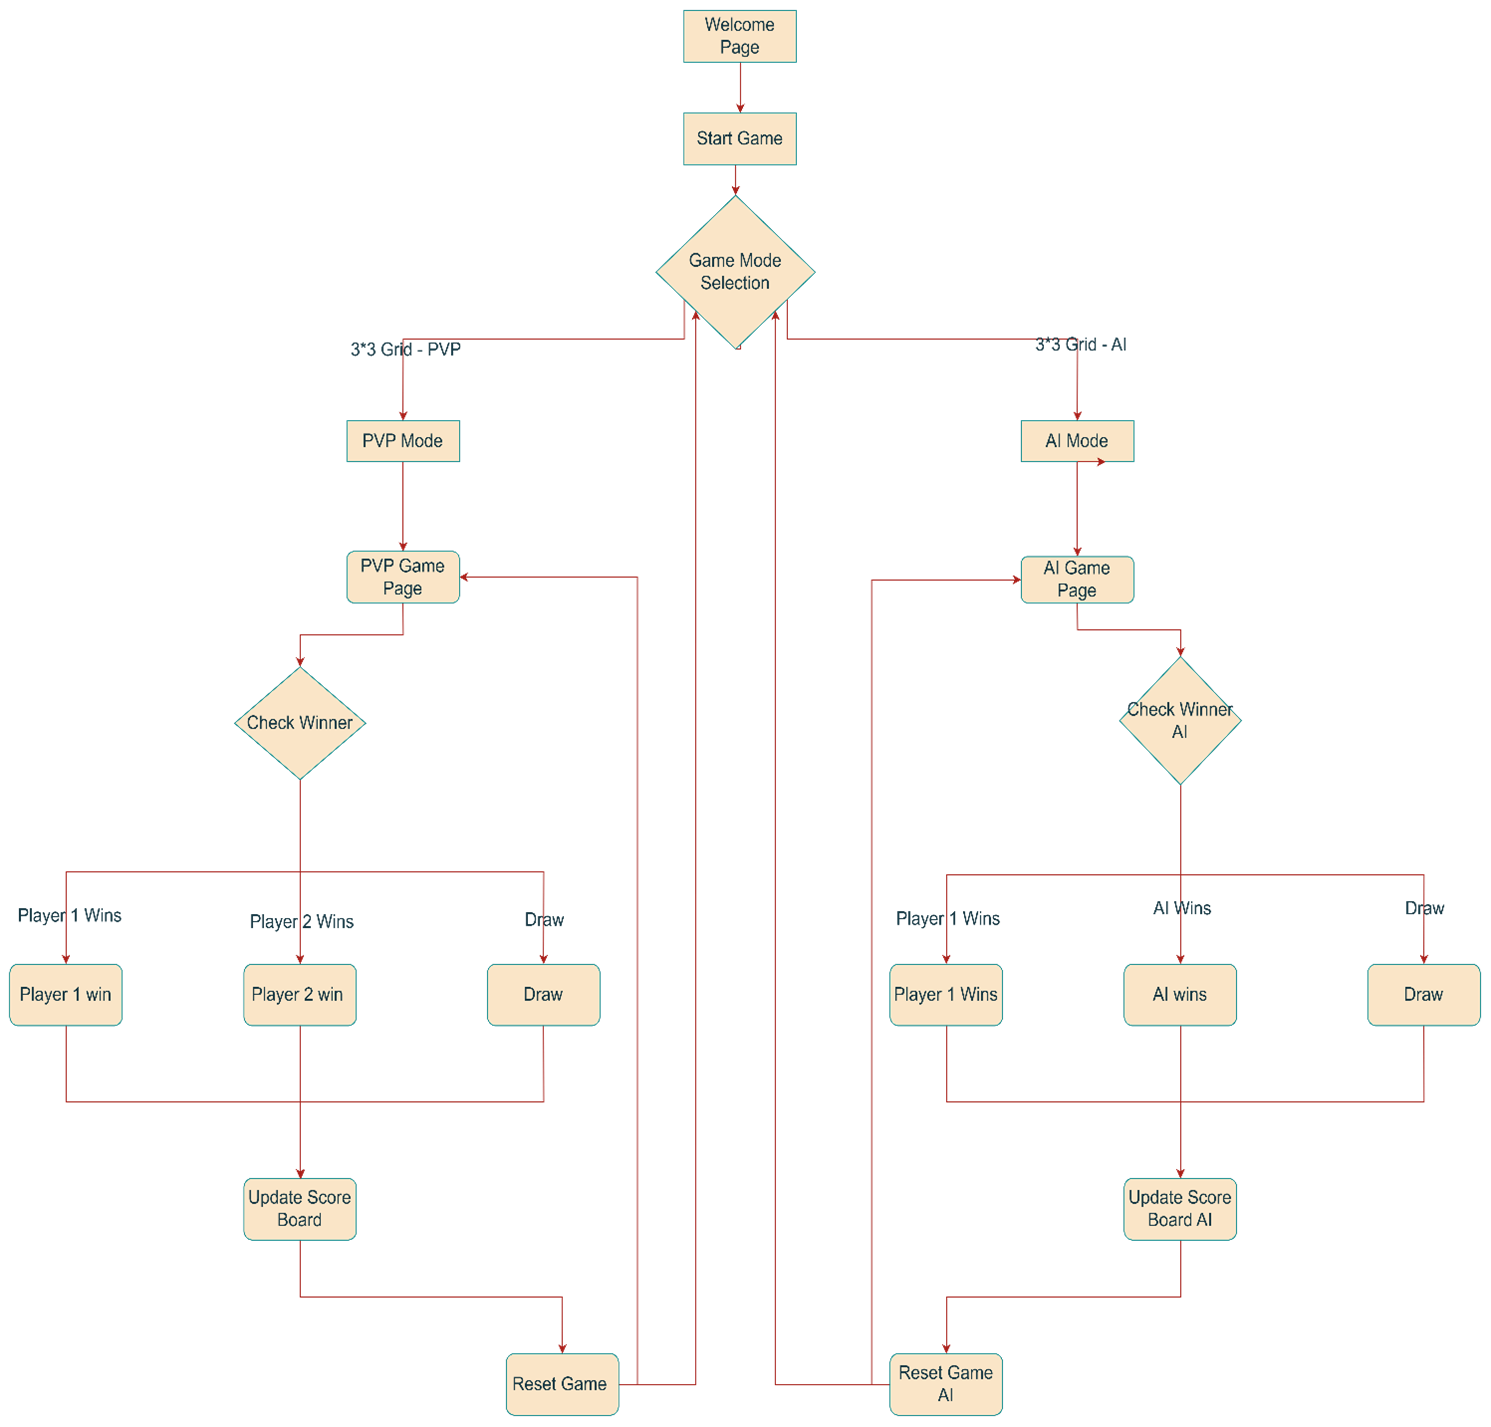 Welcome
Page
Start Game
Game Mode
Selection
3*3 Grid - PVP
3*3 Grid - AI
PVP Mode
AI Mode
PVP Game
Page
AI Game
Page
Check Winner
Check Winner
AI
Player 1 Wins
Player 2 Wins
Draw
Player 1 Wins
AI Wins
Draw
Player 1 win
Player 2 win
Draw
Player 1 Wins
AI wins
Draw
Update Score
Board
Update Score
Board AI
Reset Game
Reset Game
AI